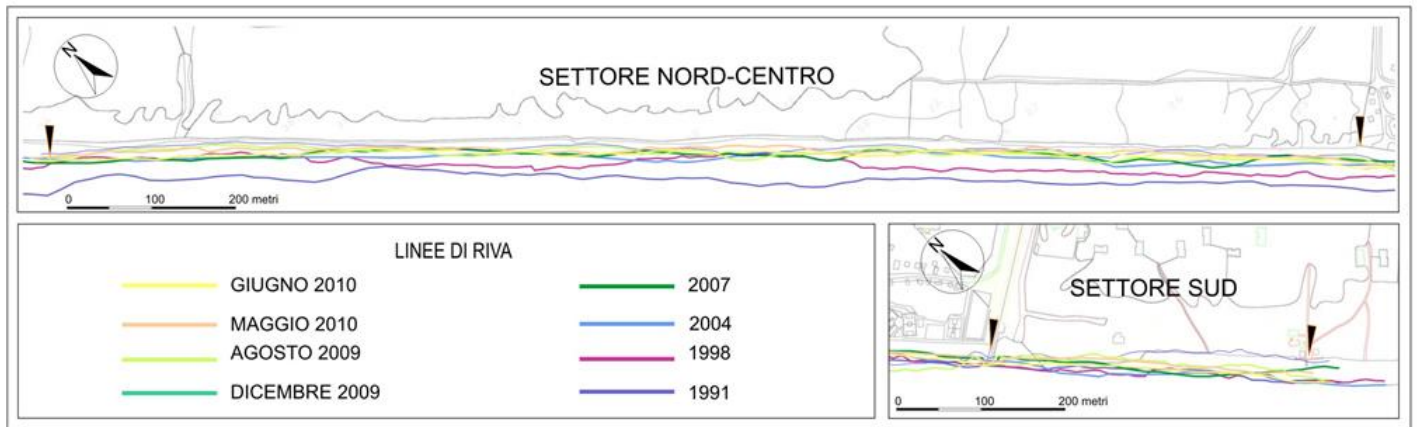 N
SETTORE NORD-CENTRO
0 100 200 metri
LINEE DI RIVA
GIUGNO 2010
MAGGIO 2010
AGOSTO 2009
DICEMBRE 2009
2007
2004
1998
1991
N
SETTORE SUD
0 100 200 metri